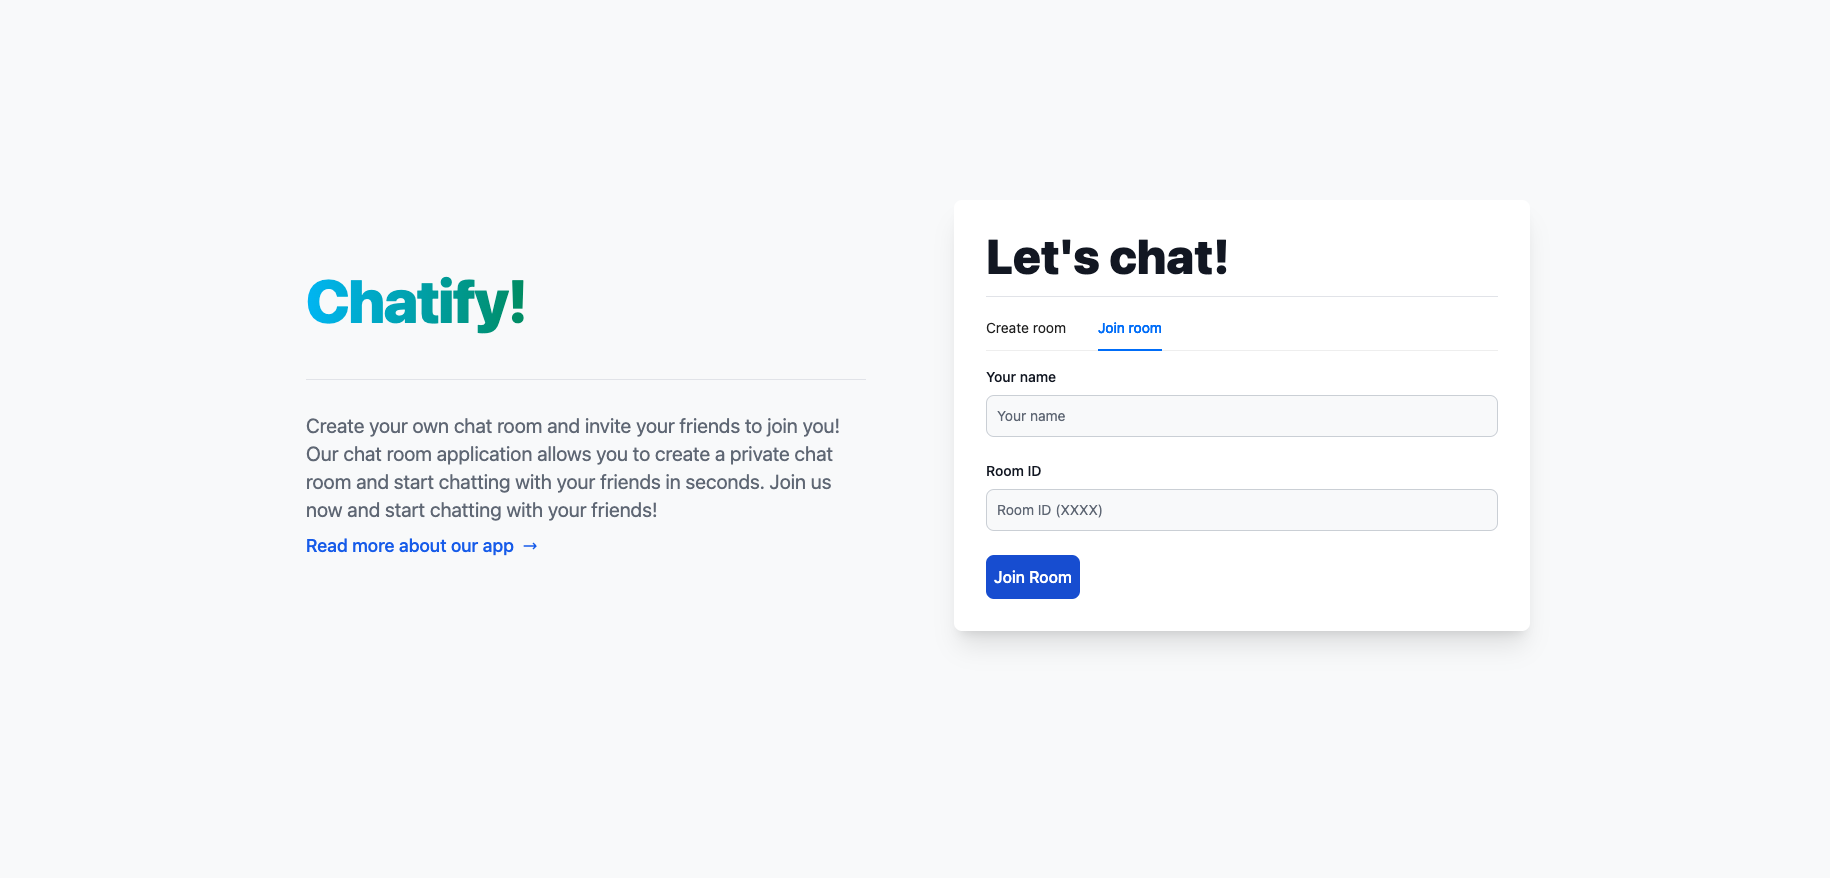 Chatify!
Create your own chat room and invite your friends to join you!
Our chat room application allows you to create a private chat
room and start chatting with your friends in seconds. Join us
now and start chatting with your friends!
Read more about our app →
Let's chat!
Create room
Join room
Your name
Your name
Room ID
Room ID (XXXX)
Join Room